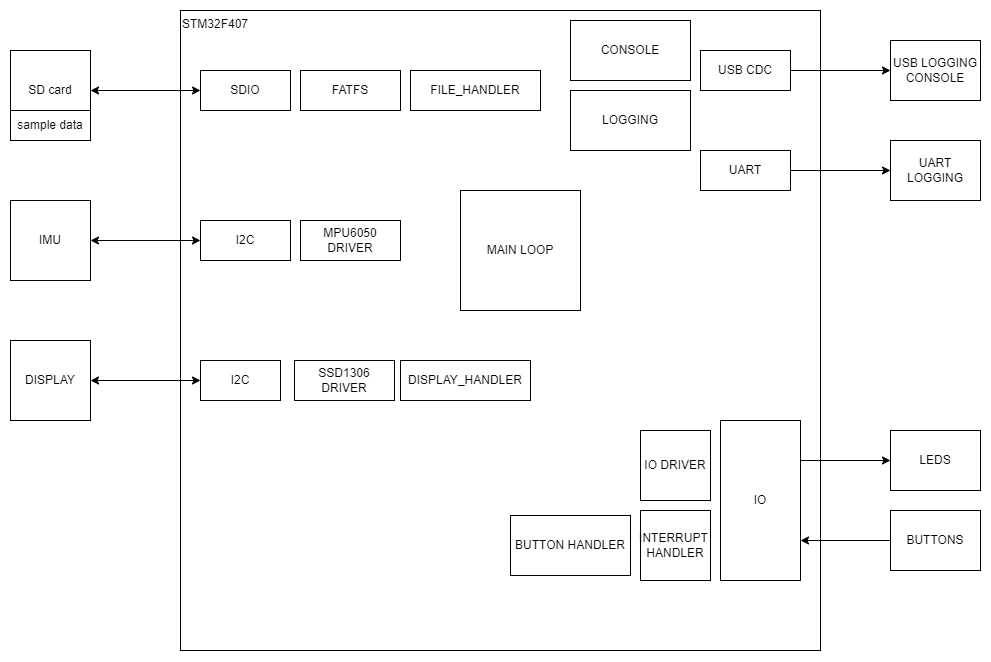 STM32F407
CONSOLE
USB CDC
USB LOGGING
CONSOLE
SD card
sample data
SDIO
FATFS
FILE_HANDLER
LOGGING
UART
UART
LOGGING
IMU
I2C
MPU6050
DRIVER
MAIN LOOP
DISPLAY
I2C
SSD1306
DRIVER
DISPLAY_HANDLER
IO DRIVER
IO
LEDS
BUTTON HANDLER
INTERRUPT
HANDLER
BUTTONS